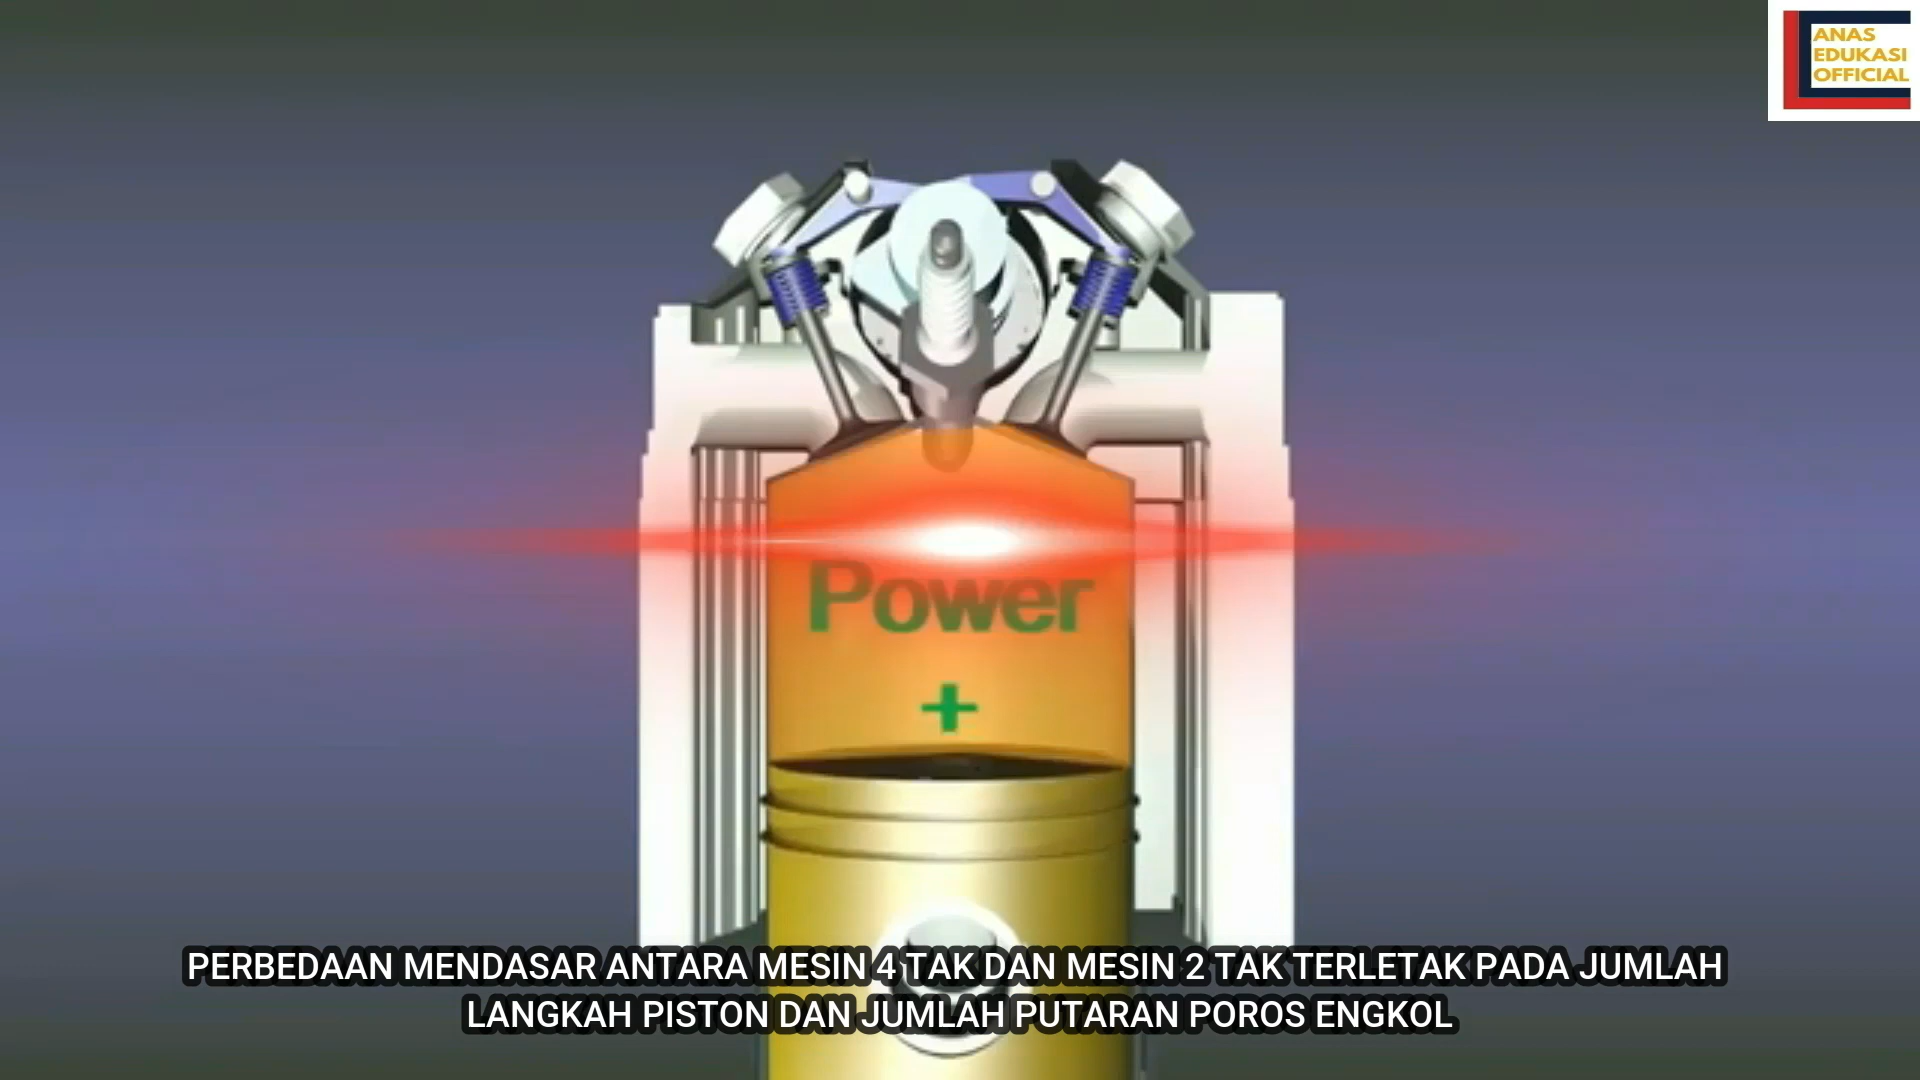 ANAS
EDUKASI
OFFICIAL
Power
+
PERBEDAAN MENDASAR ANTARA MESIN 4 TAK DAN MESIN 2 TAK TERLETAK PADA JUMLAH
LANGKAH PISTON DAN JUMLAH PUTARAN POROS ENGKOL